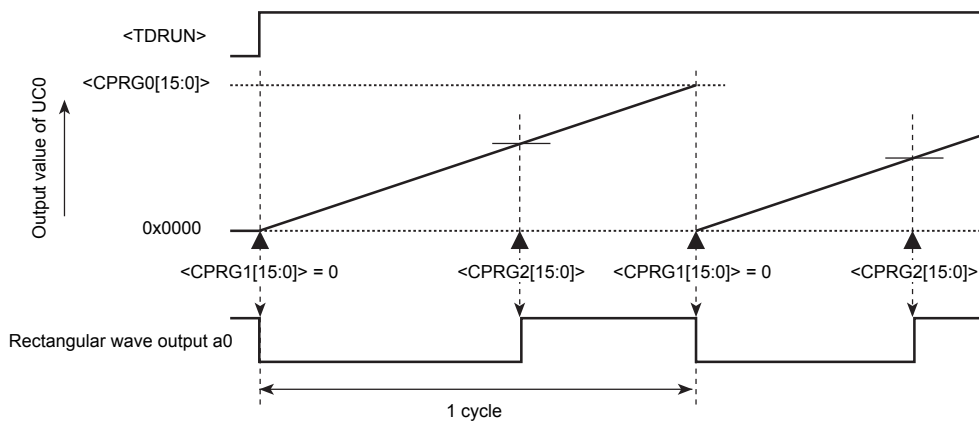 <TDRUN>
<CPRG0[15:0]>
Output value of UC0
0x0000
<CPRG1[15:0]> = 0
<CPRG2[15:0]>
<CPRG1[15:0]> = 0
<CPRG2[15:0]>
Rectangular wave output a0
1 cycle